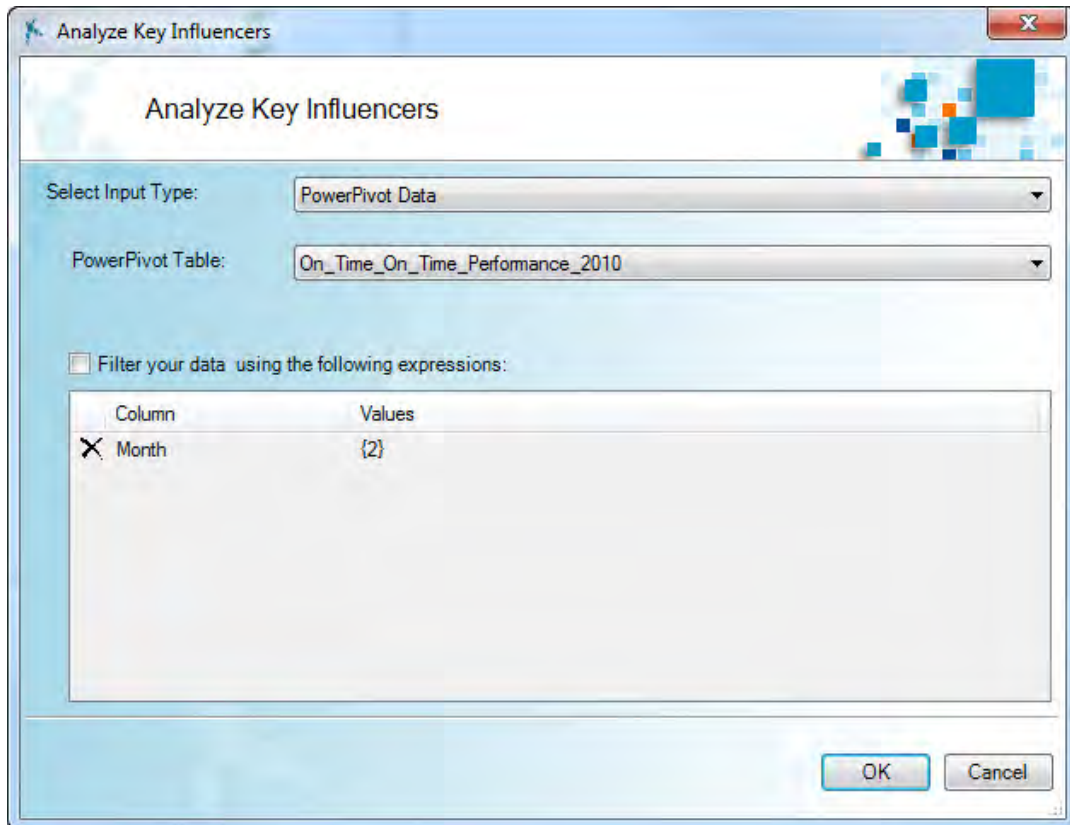 Analyze Key Influencers
Analyze Key Influencers
Select Input Type: PowerPivot Data
PowerPivot Table: On_Time_On_Time_Performance_2010
Filter your data using the following expressions:
Column Values
Month {2}
OK Cancel